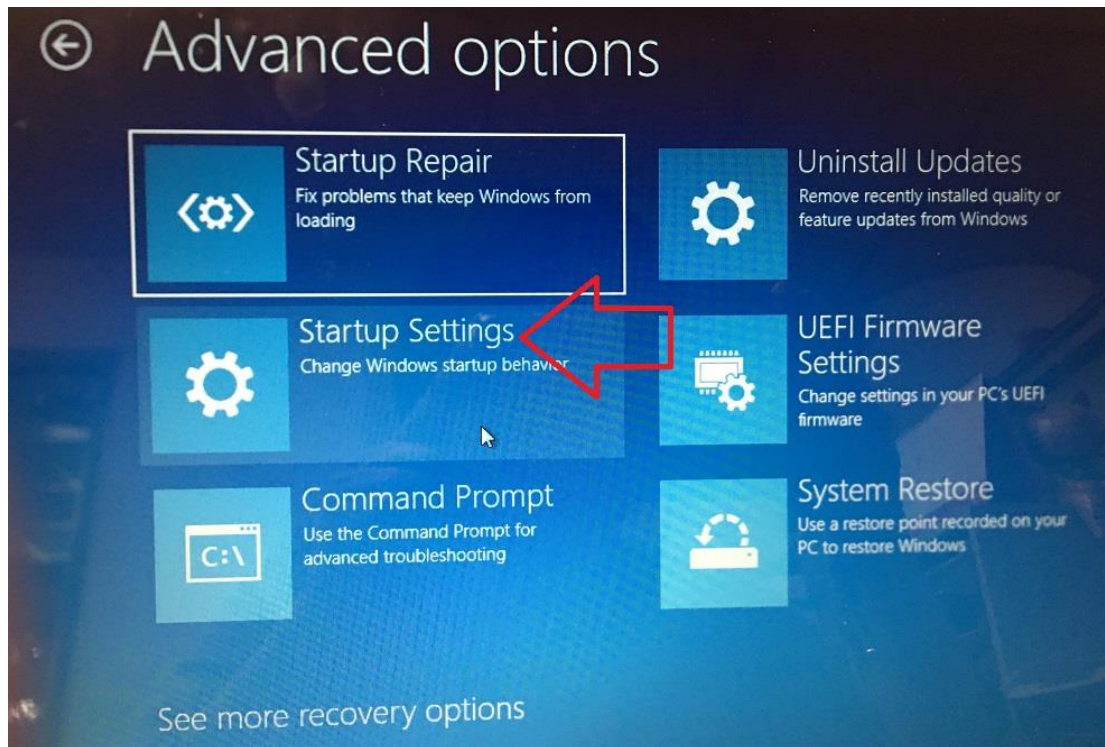 Advanced options
Startup Repair
Fix problems that keep Windows from
loading
Uninstall Updates
Remove recently installed quality or
feature updates from Windows
Startup Settings
Change Windows startup behavior
UEFI Firmware
Settings
Change settings in your PC's UEFI
firmware
C:\
Command Prompt
Use the Command Prompt for
advanced troubleshooting
System Restore
Use a restore point recorded on your
PC to restore Windows
See more recovery options